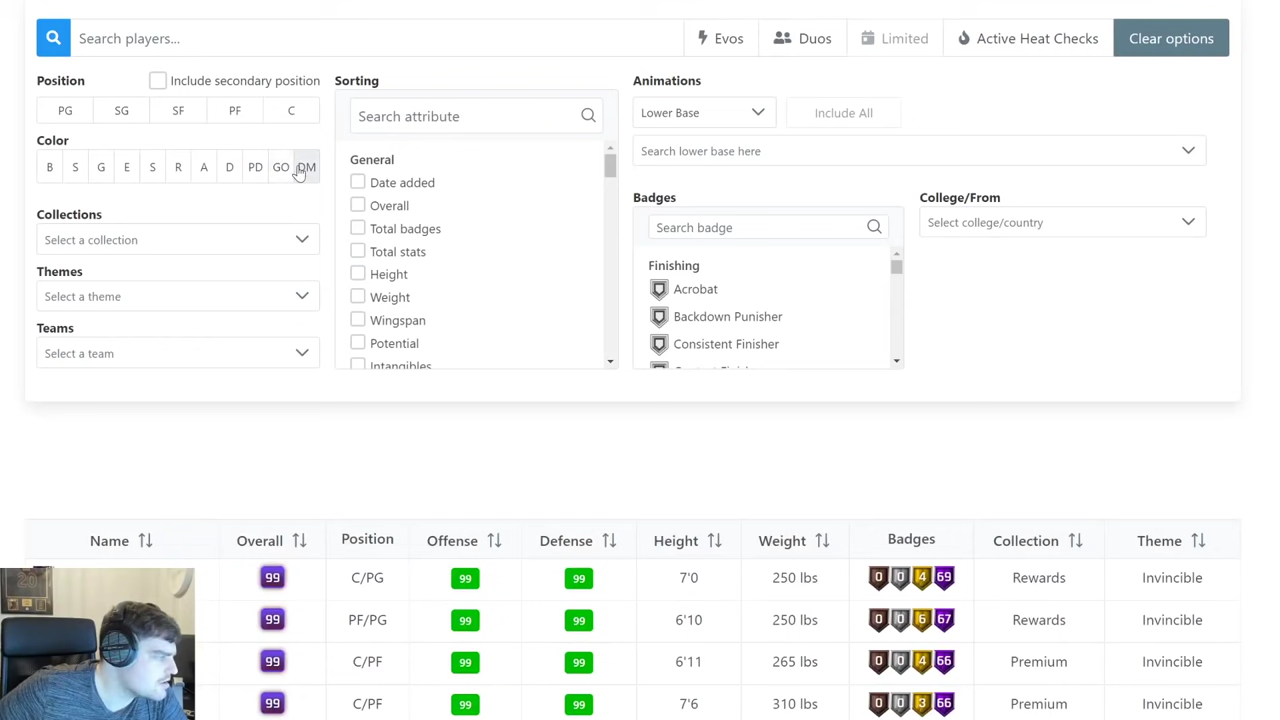 Search players...
Evos
Duos
Limited
Active Heat Checks
Clear options
Position
Include secondary position
PG SG SF PF C
Color
B S G E S R A D PD GO DM
Collections
Select a collection
Themes
Select a theme
Teams
Select a team
Sorting
Search attribute
General
Date added
Overall
Total badges
Total stats
Height
Weight
Wingspan
Potential
Intangibles
Animations
Lower Base
Include All
Search lower base here
Badges
Search badge
Finishing
Acrobat
Backdown Punisher
Consistent Finisher
College/From
Select college/country
Name Overall Position Offense Defense Height Weight Badges Collection Theme
99 C/PG 99 99 7'0 250 lbs 0 0 4 69 Rewards Invincible
99 PF/PG 99 99 6'10 250 lbs 0 0 6 67 Rewards Invincible
99 C/PF 99 99 6'11 265 lbs 0 0 4 66 Premium Invincible
99 C/PF 99 99 7'6 310 lbs 0 0 3 66 Premium Invincible